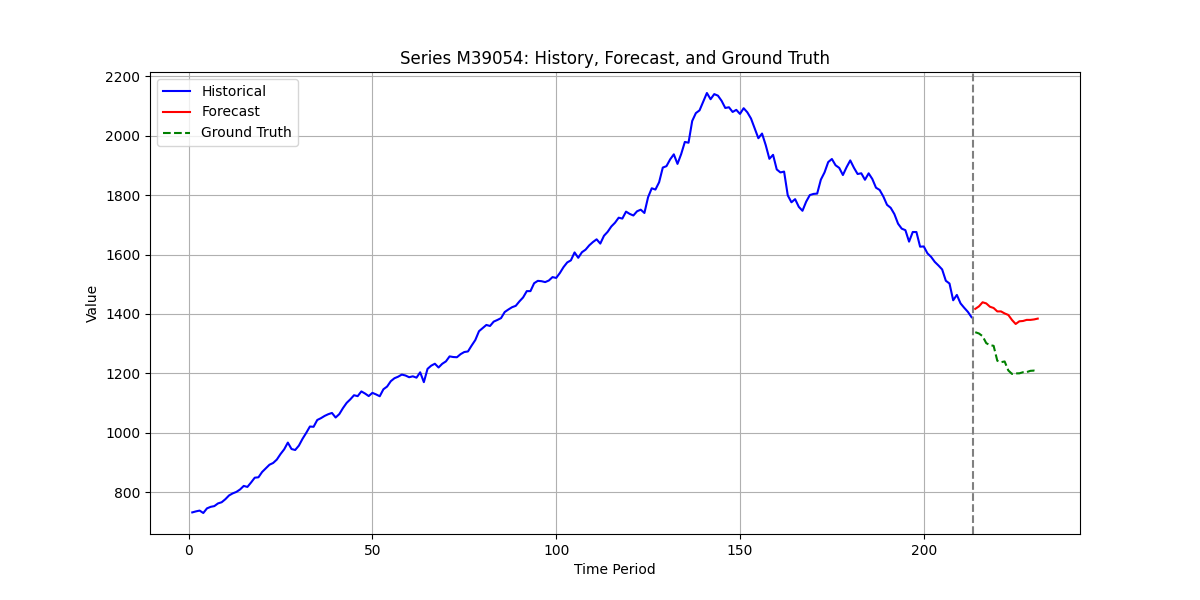 Series M39054: History, Forecast, and Ground Truth
Historical
Forecast
Ground Truth
2200
2000
1800
1600
1400
1200
1000
800
Value
0 50 100 150 200
Time Period